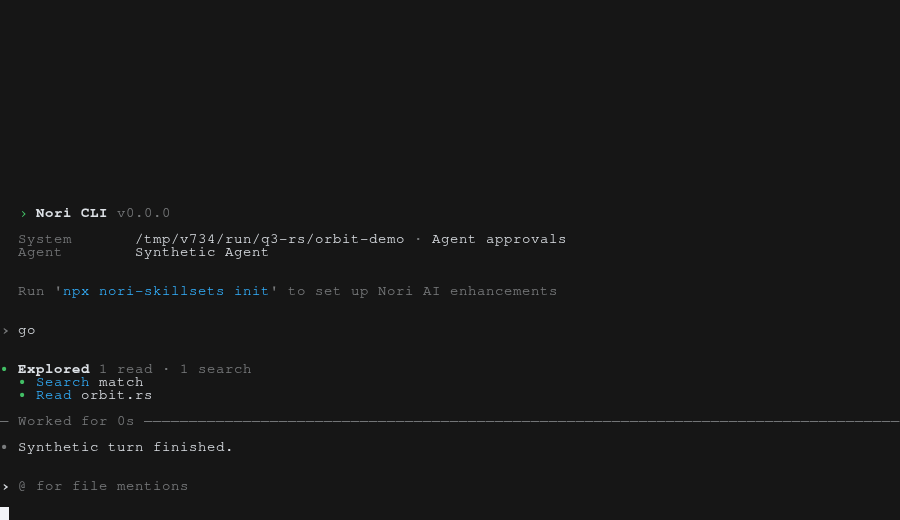 › Nori CLI v0.0.0
System /tmp/v734/run/q3-rs/orbit-demo · Agent approvals
Agent Synthetic Agent
Run 'npx nori-skillsets init' to set up Nori AI enhancements
› go
• Explored 1 read · 1 search
• Search match
• Read orbit.rs
─ Worked for 0s ─
• Synthetic turn finished.
› @ for file mentions